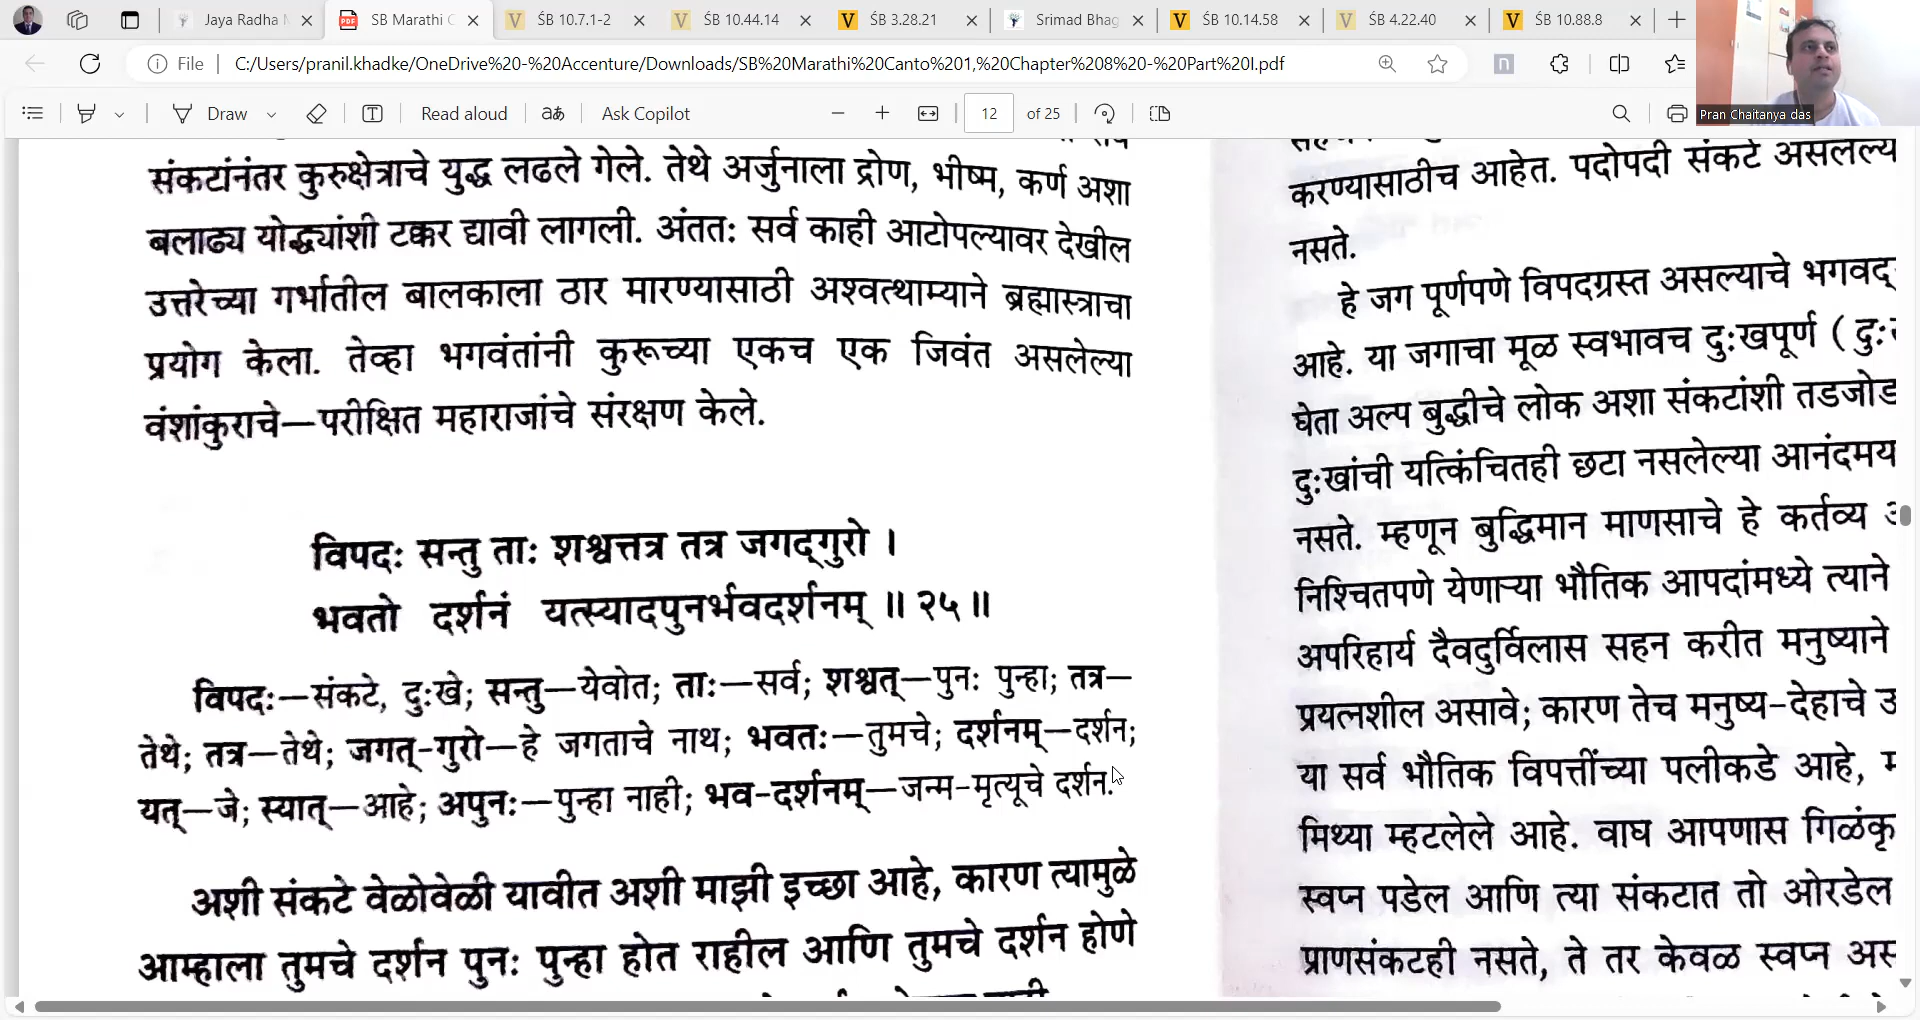 Jaya Radha M
SB Marathi C
ŚB 10.7.1-2
ŚB 10.44.14
ŚB 3.28.21
Srimad Bhag
ŚB 10.14.58
ŚB 4.22.40
ŚB 10.88.8
File
C:/Users/pranil.khadke/OneDrive%20-%20Accenture/Downloads/SB%20Marathi%20Canto%201,%20Chapter%208%20-%20Part%20I.pdf
Draw
Read aloud
Ask Copilot
12 of 25
Pran Chaitanya das
संकटांनंतर कुरुक्षेत्राचे युद्ध लढले गेले. तेथे अर्जुनाला द्रोण, भीष्म, कर्ण अशा
बलाढ्य योद्ध्यांशी टक्कर द्यावी लागली. अंततः सर्व काही आटोपल्यावर देखील
उत्तरेच्या गर्भातील बालकाला ठार मारण्यासाठी अश्वत्थाम्याने ब्रह्मास्त्राचा
प्रयोग केला. तेव्हा भगवंतांनी कुरूच्या एकच एक जिवंत असलेल्या
वंशांकुराचे—परीक्षित महाराजांचे संरक्षण केले.
विपदः सन्तु ताः शश्वत्तत्र तत्र जगद्गुरो ।
भवतो दर्शनं यत्स्यादपुनर्भवदर्शनम् ॥ २५ ॥
विपदः—संकटे, दुःखे; सन्तु—येवोत; ताः—सर्व; शश्वत्—पुनः पुन्हा; तत्र—
तेथे; तत्र—तेथे; जगत्-गुरो—हे जगताचे नाथ; भवतः—तुमचे; दर्शनम्—दर्शन;
यत्—जे; स्यात्—आहे; अपुनः—पुन्हा नाही; भव-दर्शनम्—जन्म-मृत्यूचे दर्शन.
अशी संकटे वेळोवेळी यावीत अशी माझी इच्छा आहे, कारण त्यामुळे
आम्हाला तुमचे दर्शन पुनः पुन्हा होत राहील आणि तुमचे दर्शन होणे
करण्यासाठीच आहेत. पदोपदी संकटे असलेल्य
नसते.
हे जग पूर्णपणे विपदग्रस्त असल्याचे भगवद्
आहे. या जगाचा मूळ स्वभावच दुःखपूर्ण (
घेता अल्प बुद्धीचे लोक अशा संकटांशी तडजोड
दुःखांची यत्किंचितही छटा नसलेल्या आनंदमय
नसते. म्हणून बुद्धिमान माणसाचे हे कर्तव्य
निश्चितपणे येणाऱ्या भौतिक आपदांमध्ये त्याने
अपरिहार्य दैवदुर्विलास सहन करीत मनुष्याने
प्रयत्नशील असावे; कारण तेच मनुष्य-देहाचे
या सर्व भौतिक विपत्तींच्या पलीकडे आहे,
मिथ्या म्हटलेले आहे. वाघ आपणास गिळंकृ
स्वप्न पडेल आणि त्या संकटात तो ओरडेल
प्राणसंकटही नसते, ते तर केवळ स्वप्न अस